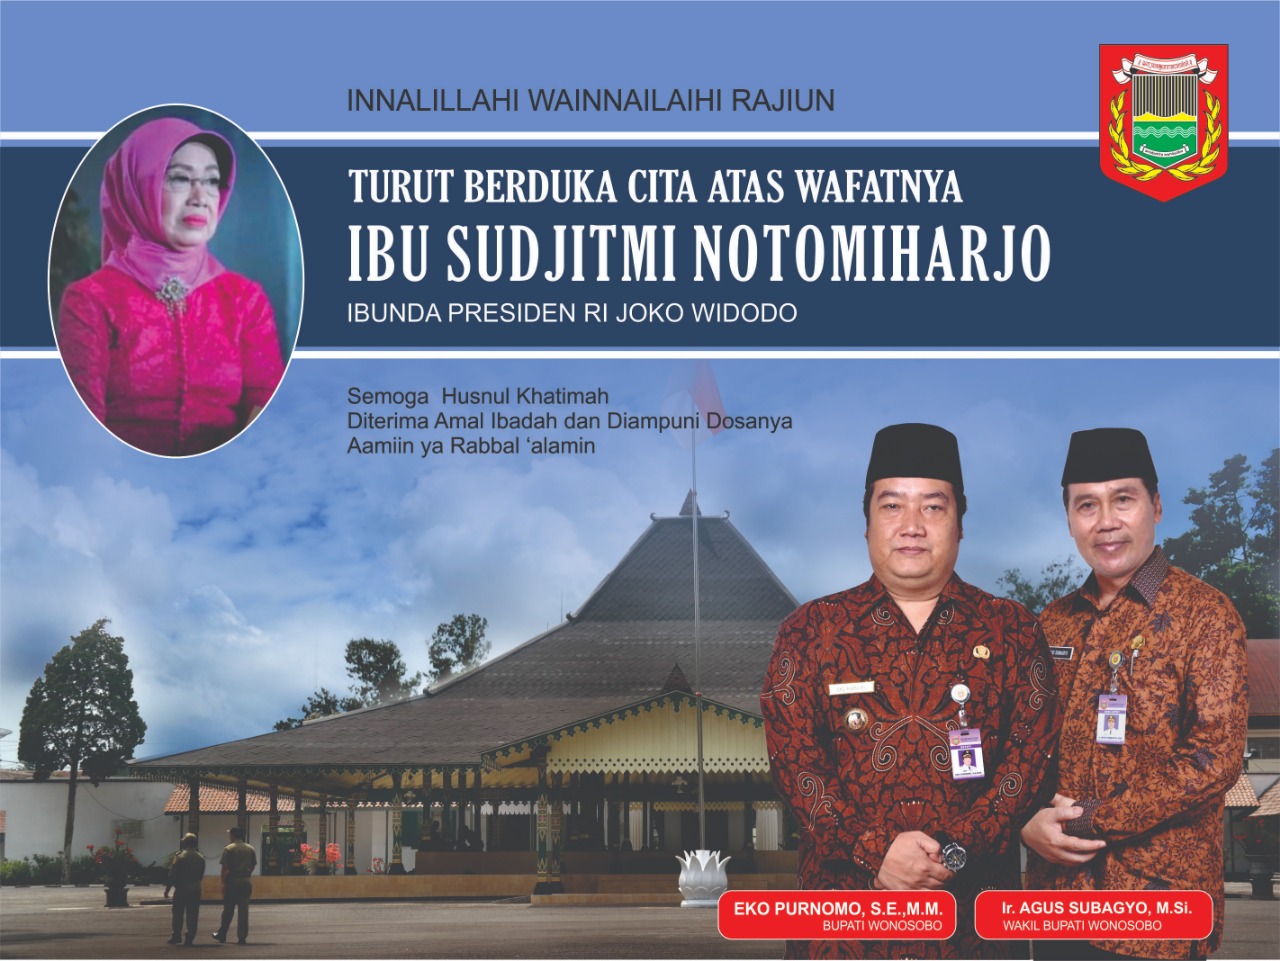 INNALILLAHI WAINNAILAIHI RAJIUN
TURUT BERDUKA CITA ATAS WAFATNYA
IBU SUDJITMI NOTOMIHARJO
IBUNDA PRESIDEN RI JOKO WIDODO
Semoga Husnul Khatimah
Diterima Amal Ibadah dan Diampuni Dosanya
Aamiin ya Rabbal ‘alamin
EKO PURNOMO, S.E.,M.M.
BUPATI WONOSOBO
Ir. AGUS SUBAGYO, M.Si.
WAKIL BUPATI WONOSOBO